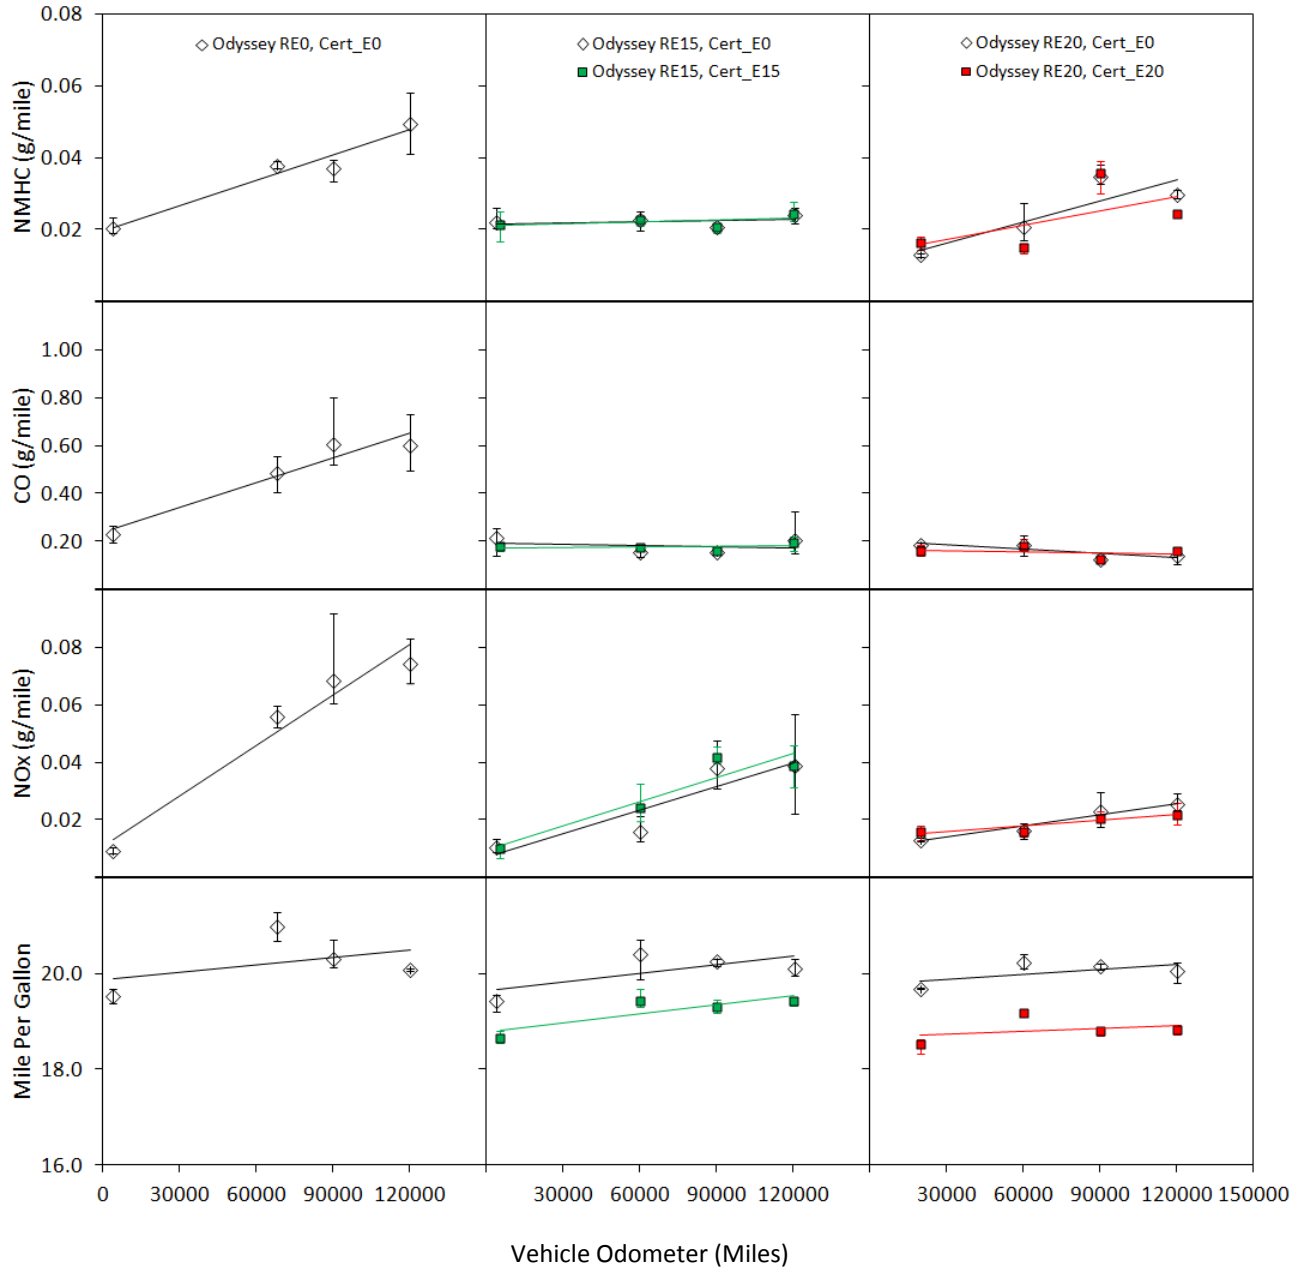 0.08
Odyssey RE0, Cert_E0
Odyssey RE15, Cert_E0
Odyssey RE15, Cert_E15
Odyssey RE20, Cert_E0
Odyssey RE20, Cert_E20
0.06
0.04
0.02
NMHC (g/mile)
1.00
0.80
0.60
0.40
0.20
CO (g/mile)
0.08
0.06
0.04
0.02
NOx (g/mile)
20.0
18.0
16.0
Mile Per Gallon
0 30000 60000 90000 120000 30000 60000 90000 120000 30000 60000 90000 120000 150000
Vehicle Odometer (Miles)